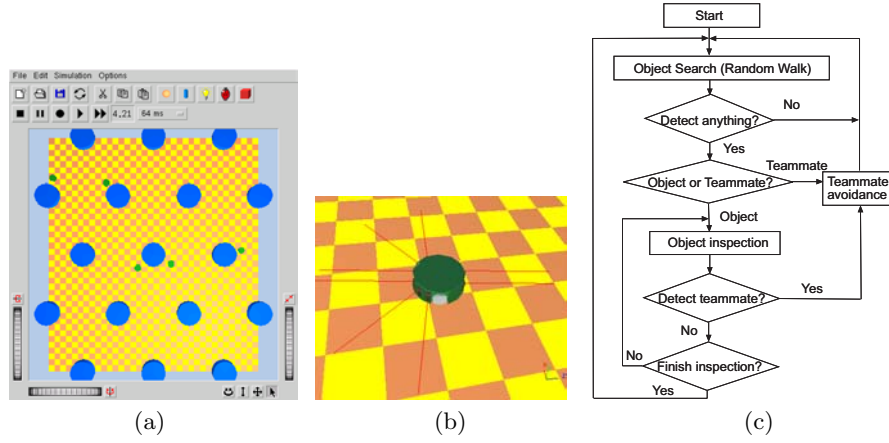 File Edit Simulation Options
4.21 64 ms
Start
Object Search (Random Walk)
Detect anything?
No
Yes
Object or Teammate?
Teammate
Teammate
avoidance
Object
Object inspection
Detect teammate?
Yes
No
Finish inspection?
No
Yes
(a)
(b)
(c)